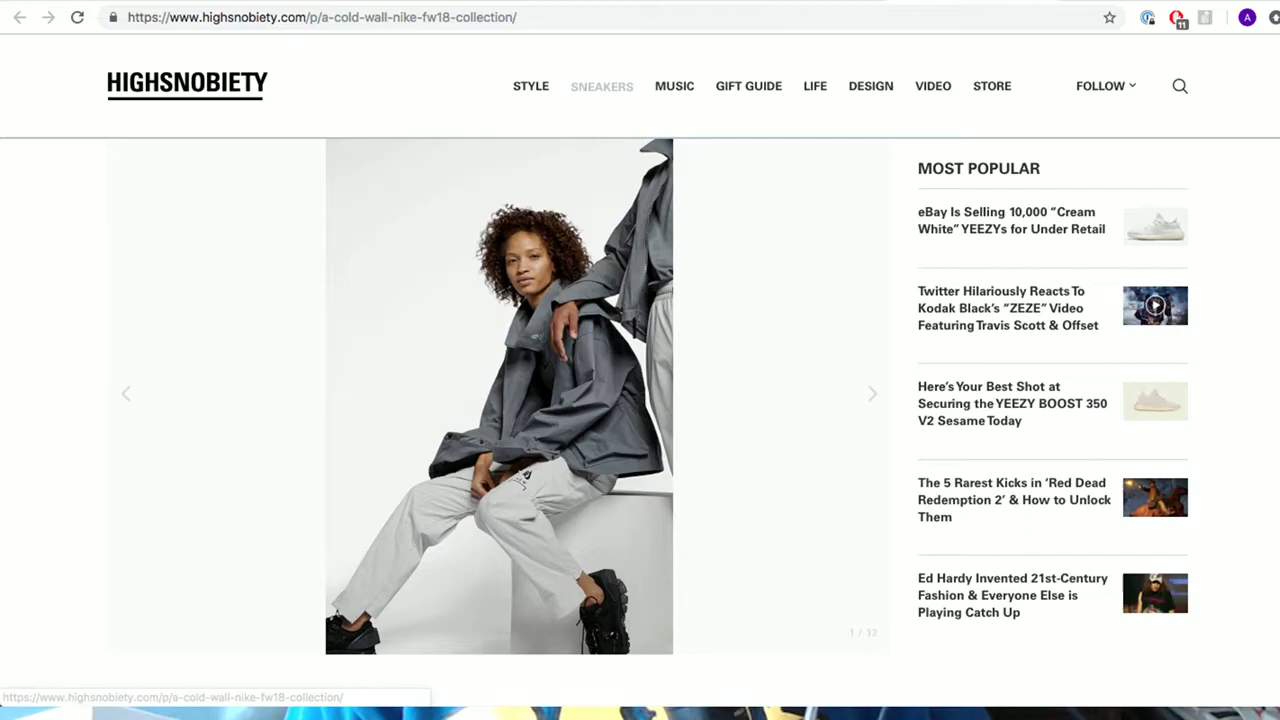 https://www.highsnobiety.com/p/a-cold-wall-nike-fw18-collection/
11
A
HIGHSNOBIETY
STYLE SNEAKERS MUSIC GIFT GUIDE LIFE DESIGN VIDEO STORE FOLLOW
MOST POPULAR
eBay Is Selling 10,000 “Cream
White” YEEZYs for Under Retail
Twitter Hilariously Reacts To
Kodak Black’s “ZEZE” Video
Featuring Travis Scott & Offset
Here’s Your Best Shot at
Securing the YEEZY BOOST 350
V2 Sesame Today
The 5 Rarest Kicks in ‘Red Dead
Redemption 2’ & How to Unlock
Them
Ed Hardy Invented 21st-Century
Fashion & Everyone Else is
Playing Catch Up
1 / 13
https://www.highsnobiety.com/p/a-cold-wall-nike-fw18-collection/